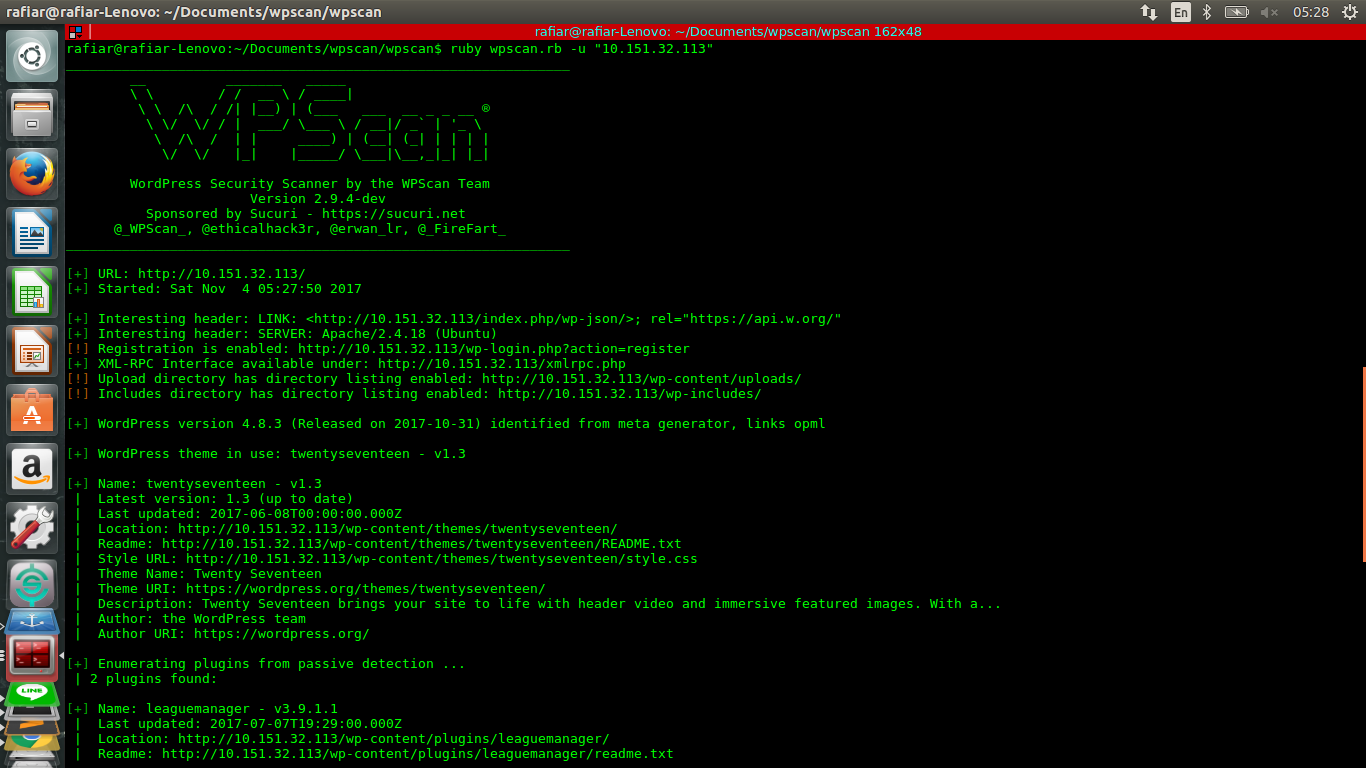 rafiar@rafiar-Lenovo: ~/Documents/wpscan/wpscan
En
05:28
rafiar@rafiar-Lenovo: ~/Documents/wpscan/wpscan 162x48
rafiar@rafiar-Lenovo:~/Documents/wpscan/wpscan$ ruby wpscan.rb -u "10.151.32.113"
WPScan ®
WordPress Security Scanner by the WPScan Team
Version 2.9.4-dev
Sponsored by Sucuri - https://sucuri.net
@_WPScan_, @ethicalhack3r, @erwan_lr, @_FireFart_
[+] URL: http://10.151.32.113/
[+] Started: Sat Nov  4 05:27:50 2017
[+] Interesting header: LINK: <http://10.151.32.113/index.php/wp-json/>; rel="https://api.w.org/"
[+] Interesting header: SERVER: Apache/2.4.18 (Ubuntu)
[!] Registration is enabled: http://10.151.32.113/wp-login.php?action=register
[+] XML-RPC Interface available under: http://10.151.32.113/xmlrpc.php
[!] Upload directory has directory listing enabled: http://10.151.32.113/wp-content/uploads/
[!] Includes directory has directory listing enabled: http://10.151.32.113/wp-includes/
[+] WordPress version 4.8.3 (Released on 2017-10-31) identified from meta generator, links opml
[+] WordPress theme in use: twentyseventeen - v1.3
[+] Name: twentyseventeen - v1.3
 |  Latest version: 1.3 (up to date)
 |  Last updated: 2017-06-08T00:00:00.000Z
 |  Location: http://10.151.32.113/wp-content/themes/twentyseventeen/
 |  Readme: http://10.151.32.113/wp-content/themes/twentyseventeen/README.txt
 |  Style URL: http://10.151.32.113/wp-content/themes/twentyseventeen/style.css
 |  Theme Name: Twenty Seventeen
 |  Theme URI: https://wordpress.org/themes/twentyseventeen/
 |  Description: Twenty Seventeen brings your site to life with header video and immersive featured images. With a...
 |  Author: the WordPress team
 |  Author URI: https://wordpress.org/
[+] Enumerating plugins from passive detection ...
 | 2 plugins found:
[+] Name: leaguemanager - v3.9.1.1
 |  Last updated: 2017-07-07T19:29:00.000Z
 |  Location: http://10.151.32.113/wp-content/plugins/leaguemanager/
 |  Readme: http://10.151.32.113/wp-content/plugins/leaguemanager/readme.txt
LINE